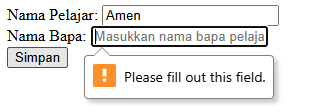 Nama Pelajar: Amen
Nama Bapa: Masukkan nama bapa pelaja
Simpan
Please fill out this field.